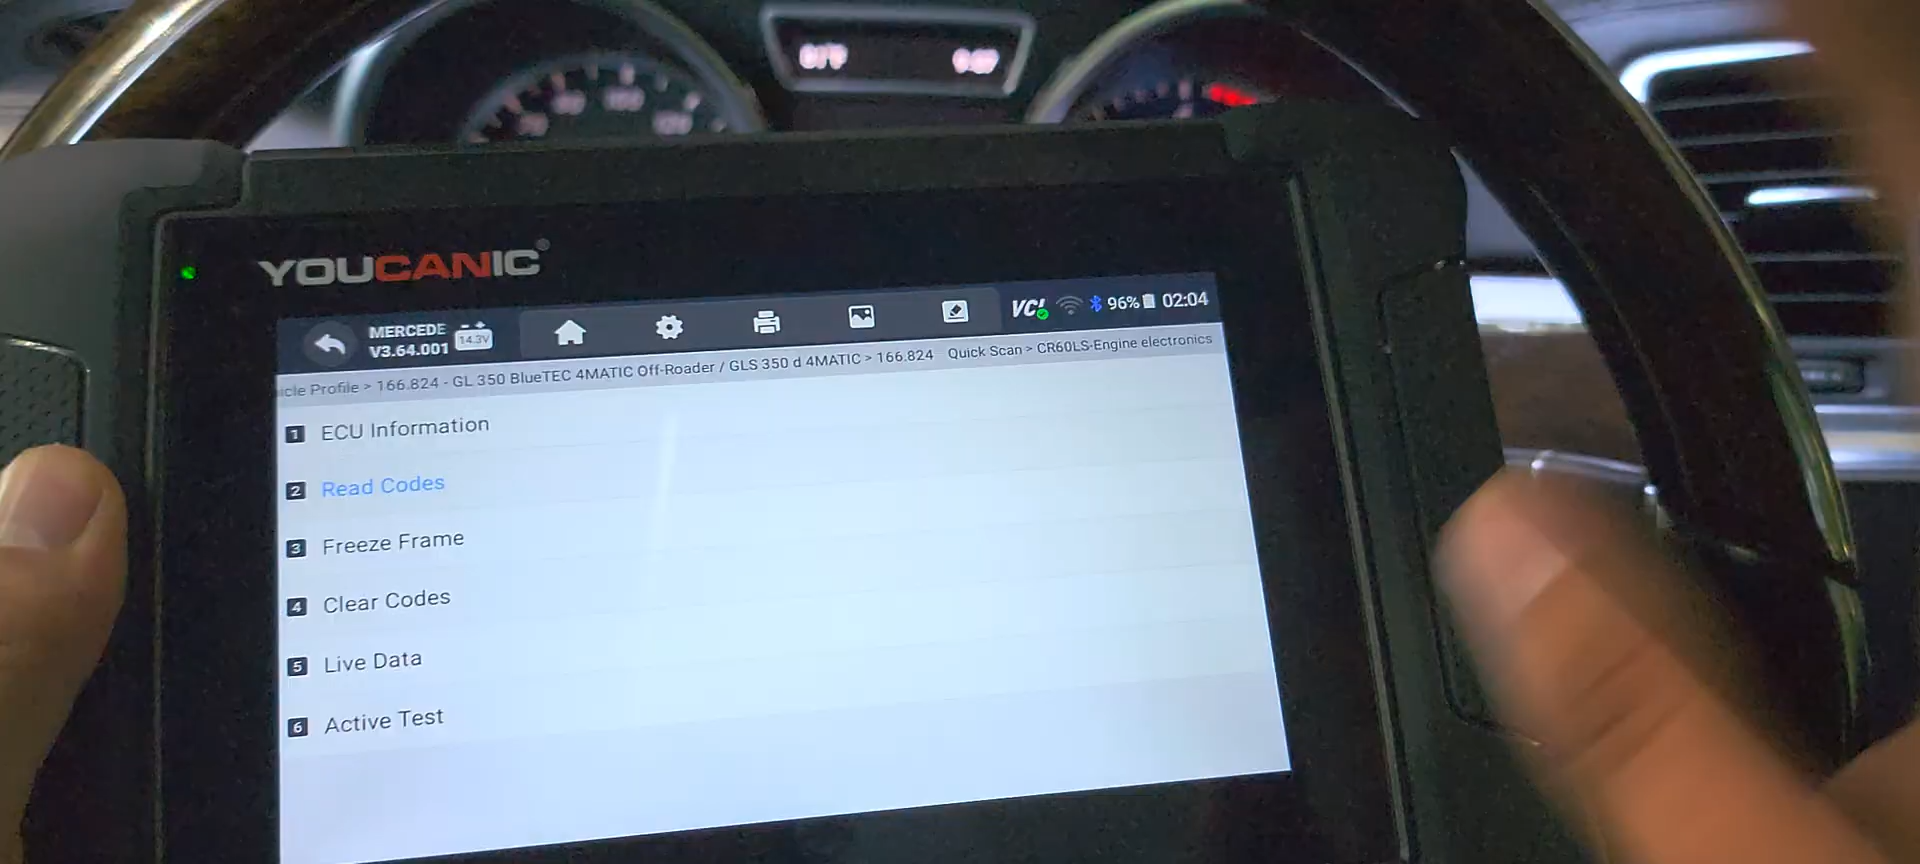 YOUCANIC®
MERCEDE
V3.64.001
14.3V
VCI
96%
02:04
icle Profile > 166.824 - GL 350 BlueTEC 4MATIC Off-Roader / GLS 350 d 4MATIC > 166.824 Quick Scan > CR60LS-Engine electronics
1 ECU Information
2 Read Codes
3 Freeze Frame
4 Clear Codes
5 Live Data
6 Active Test